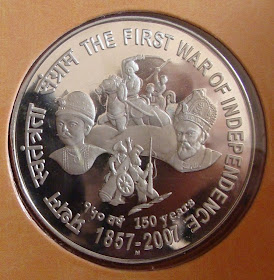 प्रथम स्वतंत्रता संग्राम THE FIRST WAR OF INDEPENDENCE
१५० वर्ष 150 years
1857-2007
M